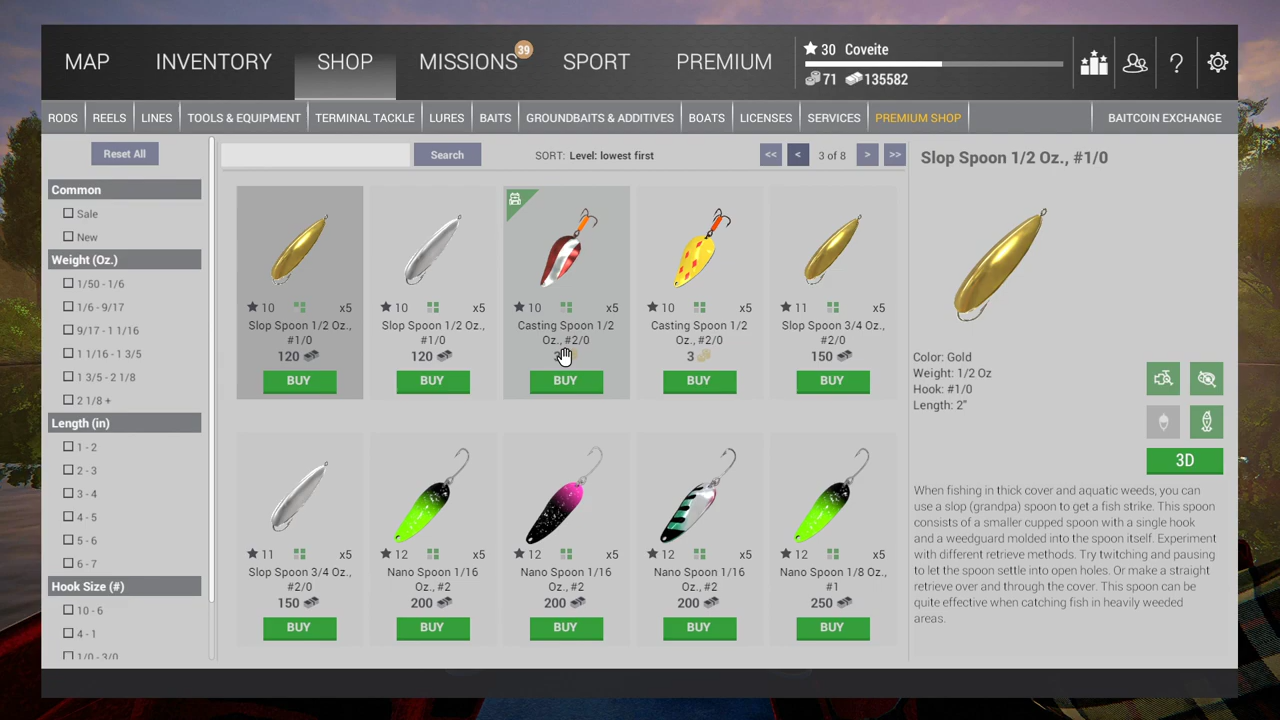 MAP
INVENTORY
SHOP
MISSIONS
39
SPORT
PREMIUM
30 Coveite
71 135582
?
RODS
REELS
LINES
TOOLS & EQUIPMENT
TERMINAL TACKLE
LURES
BAITS
GROUNDBAITS & ADDITIVES
BOATS
LICENSES
SERVICES
PREMIUM SHOP
BAITCOIN EXCHANGE
Reset All
Search
SORT: Level: lowest first
<<
<
3 of 8
>
>>
Common
Sale
New
Weight (Oz.)
1/50 - 1/6
1/6 - 9/17
9/17 - 1 1/16
1 1/16 - 1 3/5
1 3/5 - 2 1/8
2 1/8 +
Length (in)
1 - 2
2 - 3
3 - 4
4 - 5
5 - 6
6 - 7
Hook Size (#)
10 - 6
4 - 1
1/0 - 3/0
10 x5
Slop Spoon 1/2 Oz.,
#1/0
120
BUY
10 x5
Slop Spoon 1/2 Oz.,
#1/0
120
BUY
10 x5
Casting Spoon 1/2
Oz., #2/0
BUY
10 x5
Casting Spoon 1/2
Oz., #2/0
3
BUY
11 x5
Slop Spoon 3/4 Oz.,
#2/0
150
BUY
11 x5
Slop Spoon 3/4 Oz.,
#2/0
150
BUY
12 x5
Nano Spoon 1/16
Oz., #2
200
BUY
12 x5
Nano Spoon 1/16
Oz., #2
200
BUY
12 x5
Nano Spoon 1/16
Oz., #2
200
BUY
12 x5
Nano Spoon 1/8 Oz.,
#1
250
BUY
Slop Spoon 1/2 Oz., #1/0
Color: Gold
Weight: 1/2 Oz
Hook: #1/0
Length: 2"
3D
When fishing in thick cover and aquatic weeds, you can
use a slop (grandpa) spoon to get a fish strike. This spoon
consists of a smaller cupped spoon with a single hook
and a weedguard molded into the spoon itself. Experiment
with different retrieve methods. Try twitching and pausing
to let the spoon settle into open holes. Or make a straight
retrieve over and through the cover. This spoon can be
quite effective when catching fish in heavily weeded
areas.